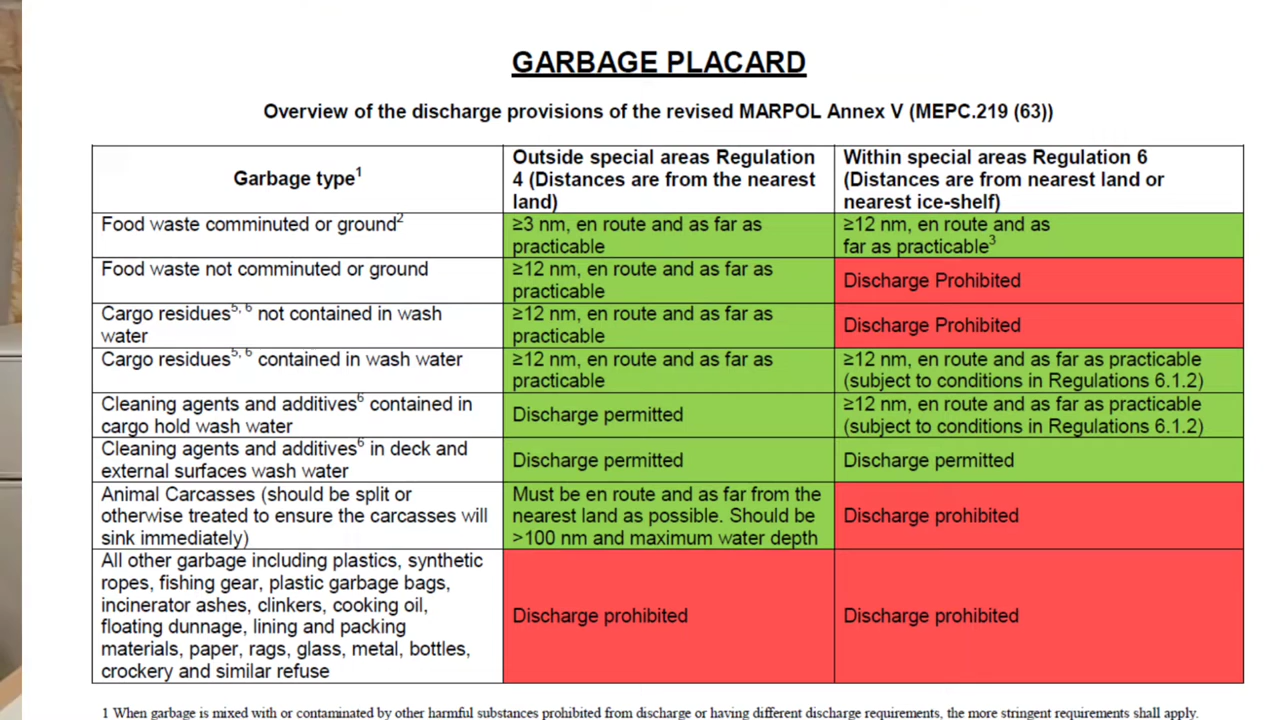 GARBAGE PLACARD
Overview of the discharge provisions of the revised MARPOL Annex V (MEPC.219 (63))
Garbage type1
Outside special areas Regulation
4 (Distances are from the nearest
land)
Within special areas Regulation 6
(Distances are from nearest land or
nearest ice-shelf)
Food waste comminuted or ground2
≥3 nm, en route and as far as
practicable
≥12 nm, en route and as
far as practicable3
Food waste not comminuted or ground
≥12 nm, en route and as far as
practicable
Discharge Prohibited
Cargo residues5, 6 not contained in wash
water
≥12 nm, en route and as far as
practicable
Discharge Prohibited
Cargo residues5, 6 contained in wash water
≥12 nm, en route and as far as
practicable
≥12 nm, en route and as far as practicable
(subject to conditions in Regulations 6.1.2)
Cleaning agents and additives6 contained in
cargo hold wash water
Discharge permitted
≥12 nm, en route and as far as practicable
(subject to conditions in Regulations 6.1.2)
Cleaning agents and additives6 in deck and
external surfaces wash water
Discharge permitted
Discharge permitted
Animal Carcasses (should be split or
otherwise treated to ensure the carcasses will
sink immediately)
Must be en route and as far from the
nearest land as possible. Should be
>100 nm and maximum water depth
Discharge prohibited
All other garbage including plastics, synthetic
ropes, fishing gear, plastic garbage bags,
incinerator ashes, clinkers, cooking oil,
floating dunnage, lining and packing
materials, paper, rags, glass, metal, bottles,
crockery and similar refuse
Discharge prohibited
Discharge prohibited
1 When garbage is mixed with or contaminated by other harmful substances prohibited from discharge or having different discharge requirements, the more stringent requirements shall apply.